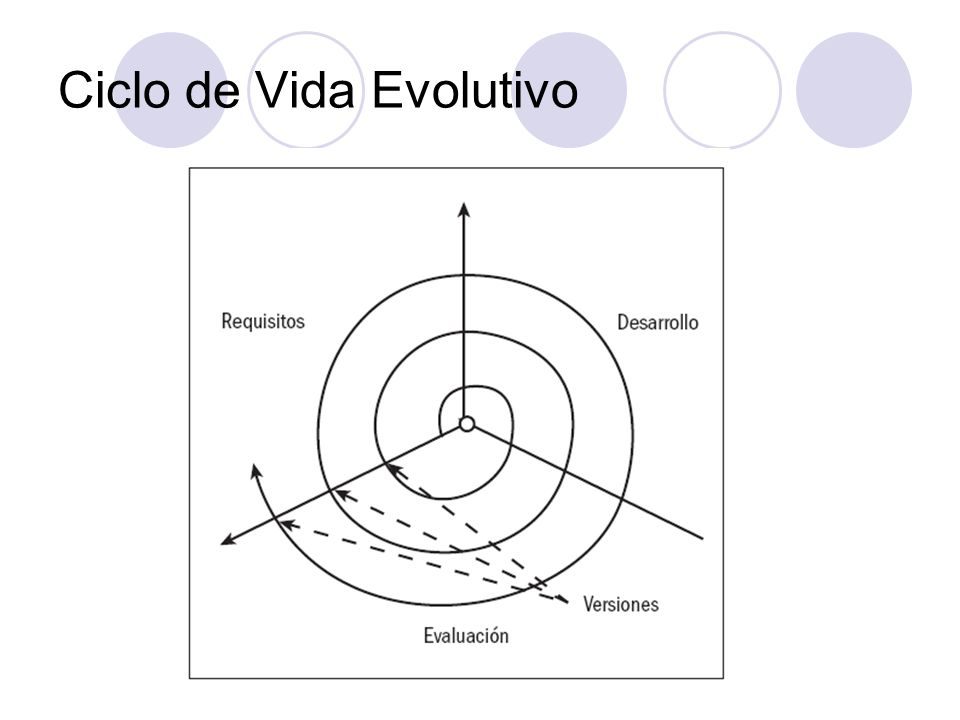 Ciclo de Vida Evolutivo
Requisitos
Desarrollo
Versiones
Evaluación